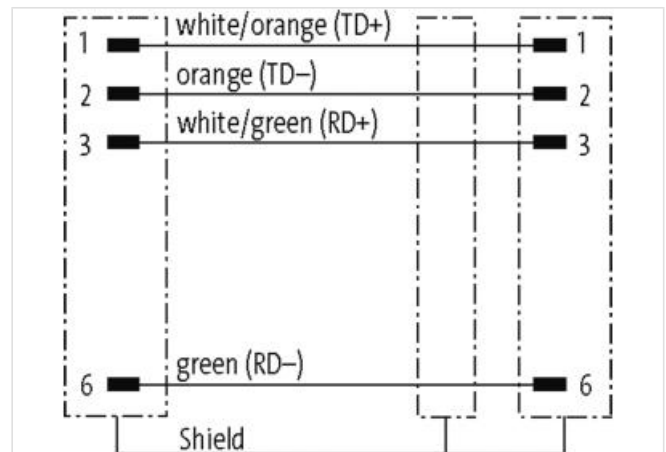 1 white/orange (TD+) 1
2 orange (TD–) 2
3 white/green (RD+) 3
6 green (RD–) 6
Shield